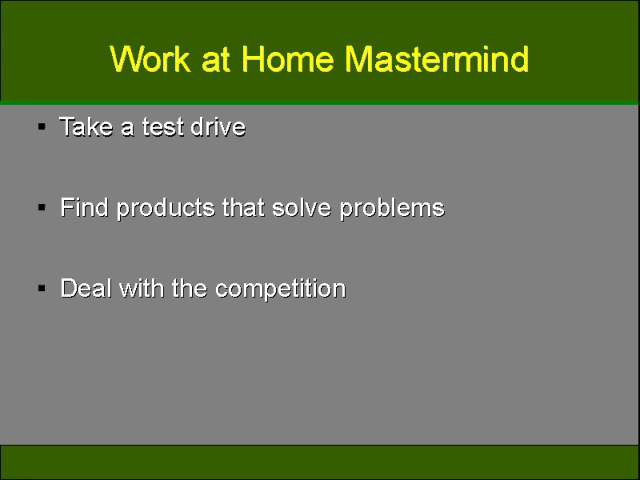 Work at Home Mastermind
▪ Take a test drive
▪ Find products that solve problems
▪ Deal with the competition